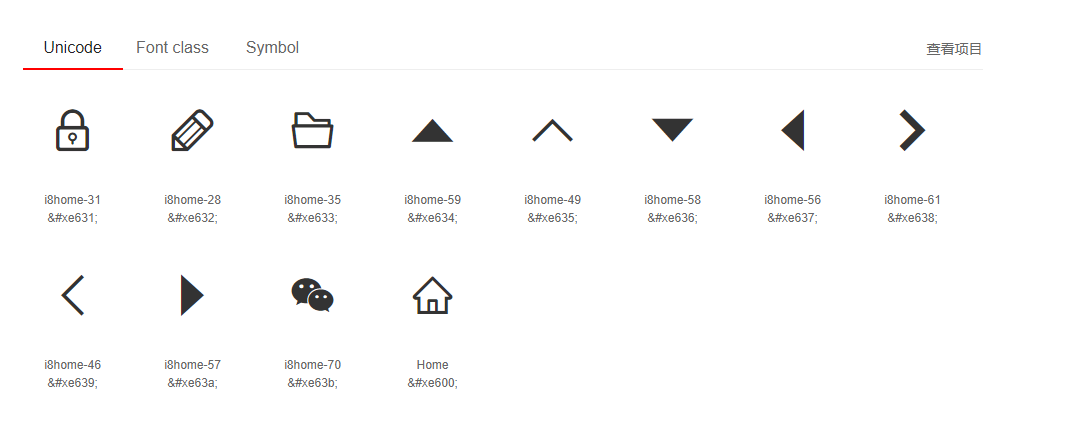 Unicode Font class Symbol 查看项目
i8home-31 i8home-28 i8home-35 i8home-59 i8home-49 i8home-58 i8home-56 i8home-61
&#xe631; &#xe632; &#xe633; &#xe634; &#xe635; &#xe636; &#xe637; &#xe638;
i8home-46 i8home-57 i8home-70 Home
&#xe639; &#xe63a; &#xe63b; &#xe600;